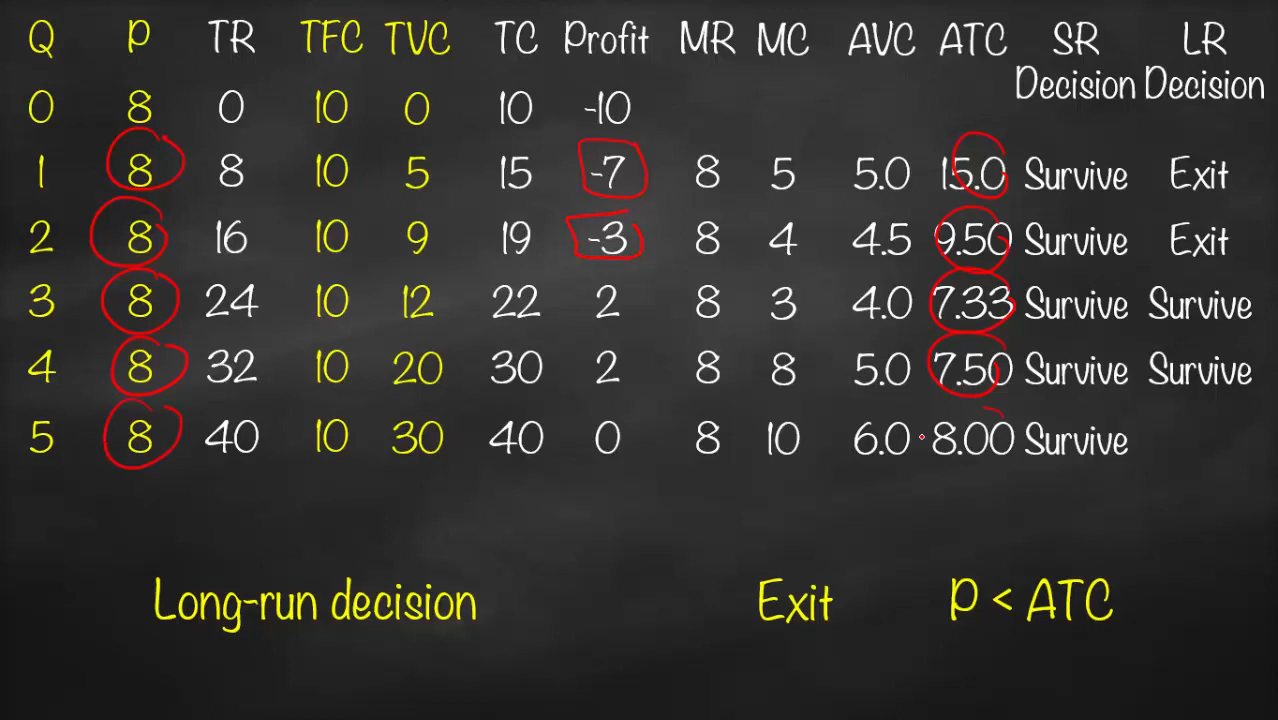 Q P TR TFC TVC TC Profit MR MC AVC ATC SR Decision LR Decision
0 8 0 10 0 10 -10
1 8 8 10 5 15 -7 8 5 5.0 15.0 Survive Exit
2 8 16 10 9 19 -3 8 4 4.5 9.50 Survive Exit
3 8 24 10 12 22 2 8 3 4.0 7.33 Survive Survive
4 8 32 10 20 30 2 8 8 5.0 7.50 Survive Survive
5 8 40 10 30 40 0 8 10 6.0 8.00 Survive
Long-run decision Exit P < ATC